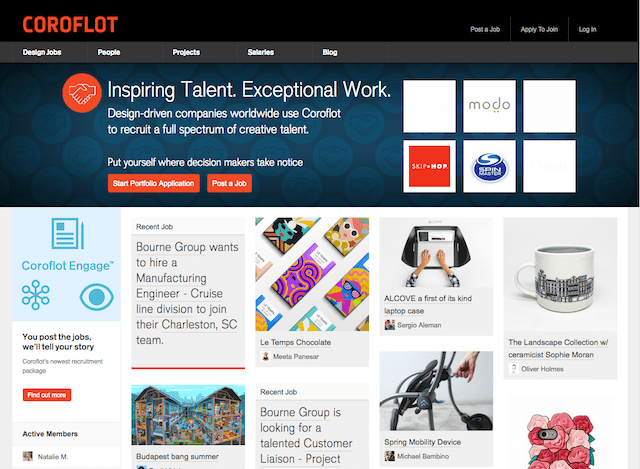 COROFLOT
Post a Job
Apply To Join
Log In
Design Jobs
People
Projects
Salaries
Blog
Inspiring Talent. Exceptional Work.
Design-driven companies worldwide use Coroflot
to recruit a full spectrum of creative talent.
Put yourself where decision makers take notice
Start Portfolio Application
Post a Job
modo
SKIP*HOP
SPIN
MASTER
Coroflot Engage™
You post the jobs,
we'll tell your story
Coroflot's newest recruitment
package
Find out more
Active Members
Natalie M.
Recent Job
Bourne Group wants
to hire a
Manufacturing
Engineer - Cruise
line division to join
their Charleston, SC
team.
Budapest bang summer
Le Temps Chocolate
Meeta Panesar
Recent Job
Bourne Group is
looking for a
talented Customer
Liaison - Project
ALCOVE a first of its kind
laptop case
Sergio Aleman
Spring Mobility Device
Michael Bambino
The Landscape Collection w/
ceramicist Sophie Moran
Oliver Holmes